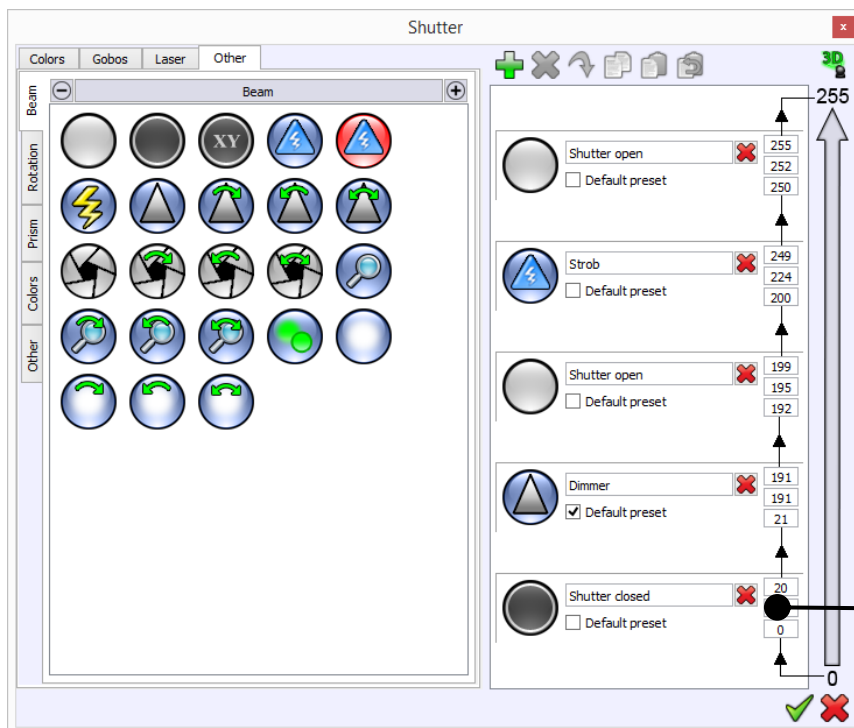 Shutter
x
Colors
Gobos
Laser
Other
3D
Beam
Rotation
Prism
Colors
Other
Beam
XY
255
Shutter open
Default preset
255
252
250
Strob
Default preset
249
224
200
Shutter open
Default preset
199
195
192
Dimmer
Default preset
191
191
21
Shutter closed
Default preset
20
0
0